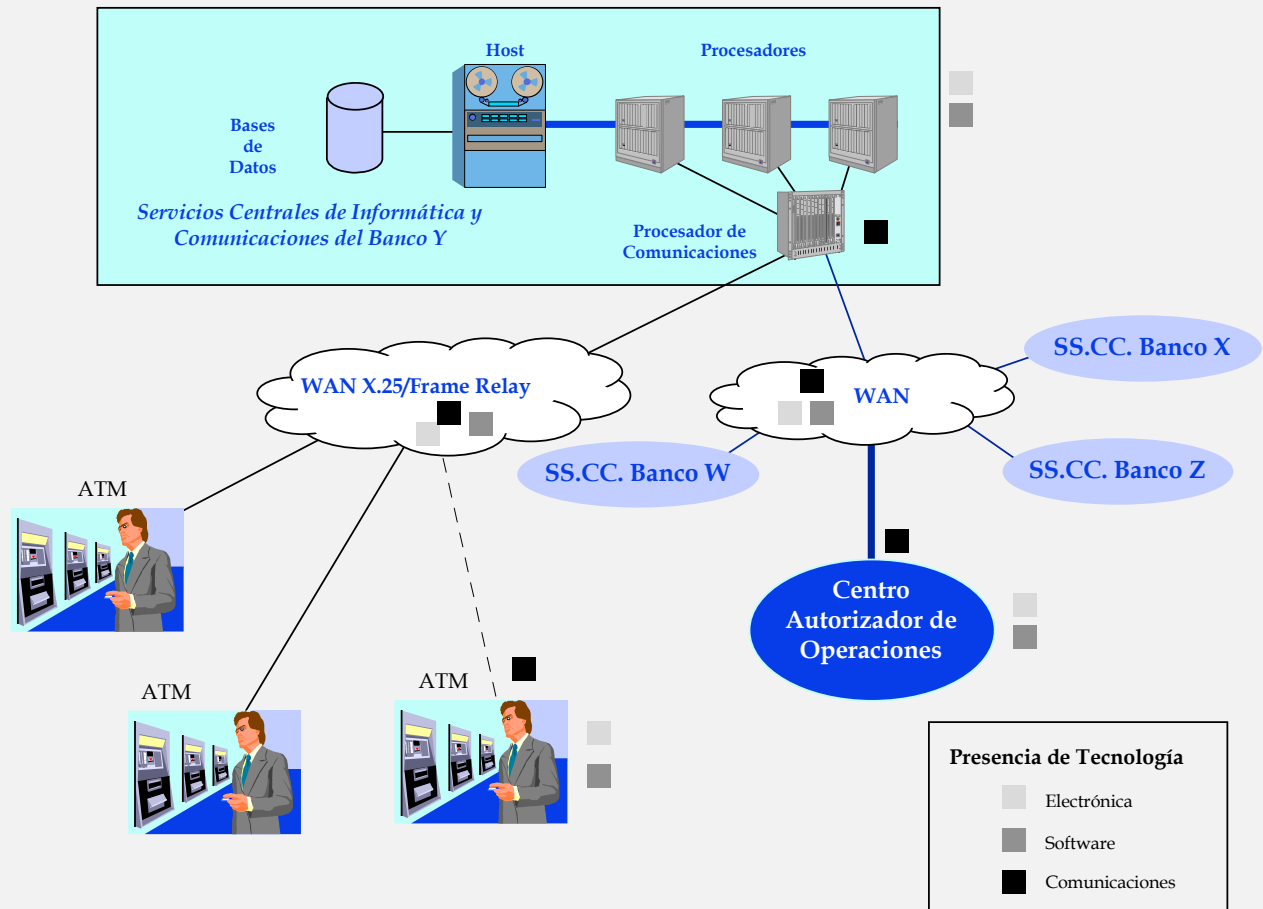 Host
Procesadores
Bases
de
Datos
Servicios Centrales de Informática y
Comunicaciones del Banco Y
Procesador de
Comunicaciones
WAN X.25/Frame Relay
WAN
SS.CC. Banco X
SS.CC. Banco W
SS.CC. Banco Z
ATM
ATM
ATM
Centro
Autorizador de
Operaciones
Presencia de Tecnología
Electrónica
Software
Comunicaciones